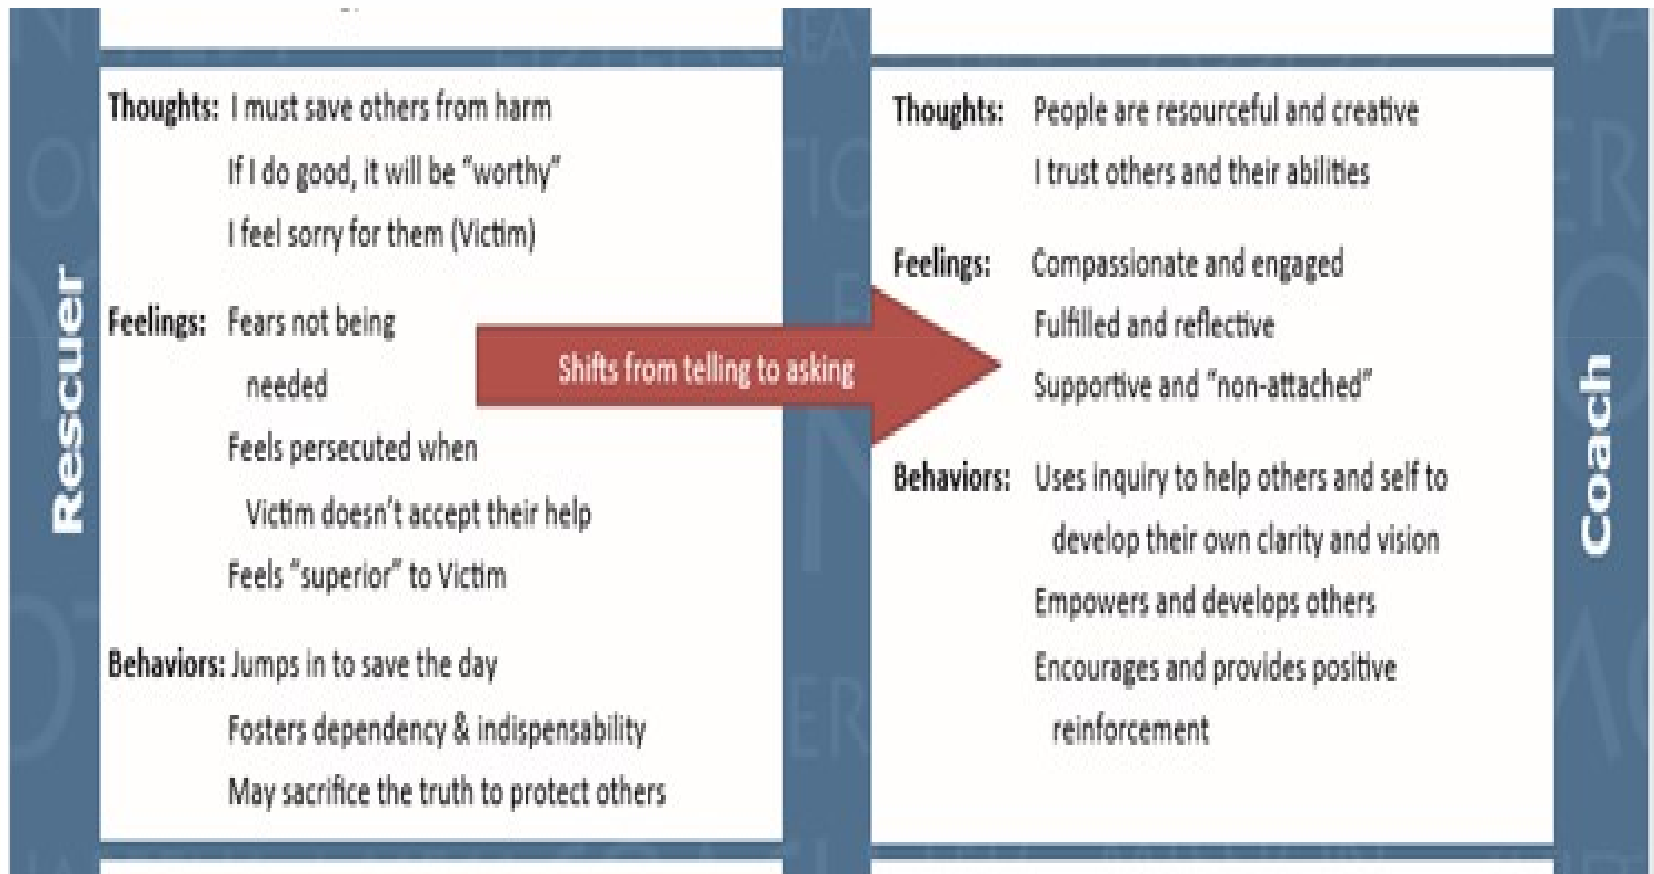 Rescuer
Thoughts: I must save others from harm
If I do good, it will be “worthy”
I feel sorry for them (Victim)
Feelings: Fears not being
needed
Feels persecuted when
Victim doesn’t accept their help
Feels “superior” to Victim
Behaviors: Jumps in to save the day
Fosters dependency & indispensability
May sacrifice the truth to protect others
Shifts from telling to asking
Thoughts: People are resourceful and creative
I trust others and their abilities
Feelings: Compassionate and engaged
Fulfilled and reflective
Supportive and “non-attached”
Behaviors: Uses inquiry to help others and self to
develop their own clarity and vision
Empowers and develops others
Encourages and provides positive
reinforcement
Coach